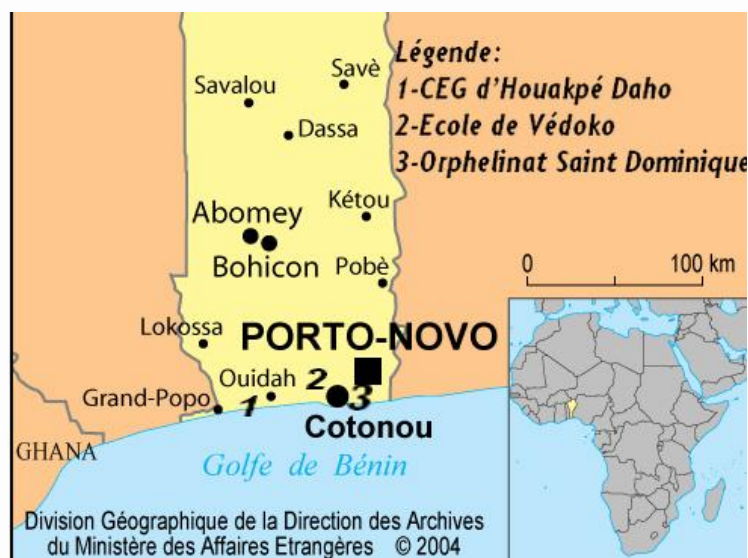 Légende:
1-CEG d'Houakpé Daho
2-Ecole de Védoko
3-Orphelinat Saint Dominique
Savè
Savalou
Dassa
Kétou
Abomey
Bohicon
Pobè
0 100 km
Lokossa
PORTO-NOVO
Ouidah
2
Grand-Popo
1
3
Cotonou
GHANA
Golfe de Bénin
Division Géographique de la Direction des Archives
du Ministère des Affaires Etrangères © 2004